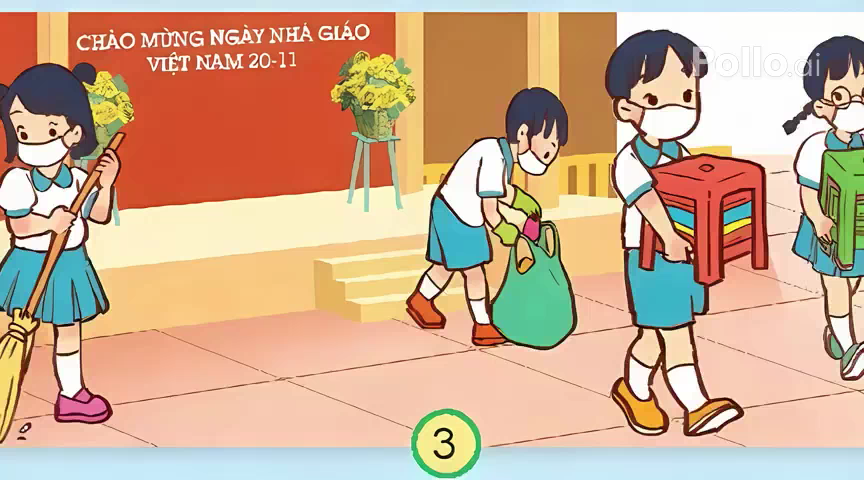 CHÀO MỪNG NGÀY NHÀ GIÁO
VIỆT NAM 20-11
Pollo.ai
3